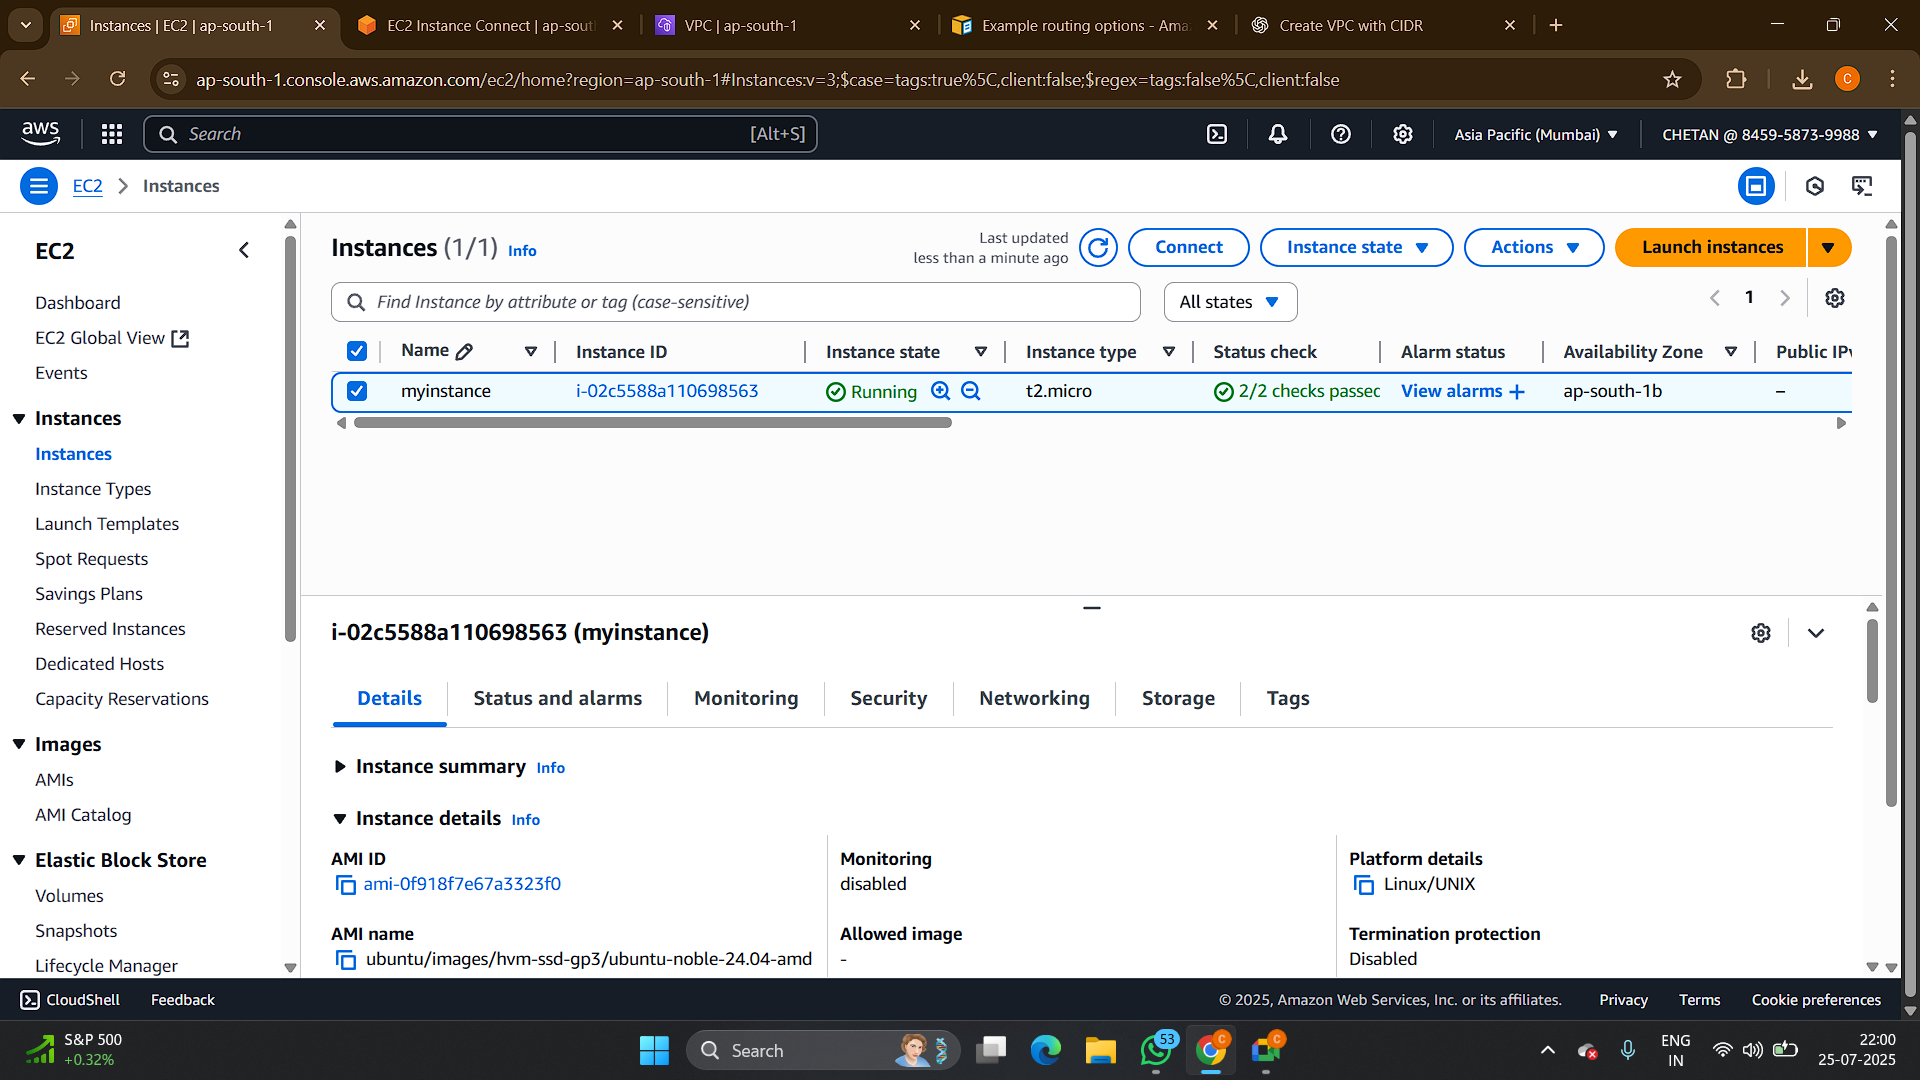 Instances | EC2 | ap-south-1
EC2 Instance Connect | ap-sout
VPC | ap-south-1
Example routing options - Ama
Create VPC with CIDR
ap-south-1.console.aws.amazon.com/ec2/home?region=ap-south-1#Instances:v=3;$case=tags:true%5C,client:false;$regex=tags:false%5C,client:false
C
aws
Search
[Alt+S]
Asia Pacific (Mumbai)
CHETAN @ 8459-5873-9988
EC2
Instances
EC2
Dashboard
EC2 Global View
Events
Instances
Instances
Instance Types
Launch Templates
Spot Requests
Savings Plans
Reserved Instances
Dedicated Hosts
Capacity Reservations
Images
AMIs
AMI Catalog
Elastic Block Store
Volumes
Snapshots
Lifecycle Manager
Instances (1/1) Info
Last updated
less than a minute ago
Connect
Instance state
Actions
Launch instances
Find Instance by attribute or tag (case-sensitive)
All states
1
Name
Instance ID
Instance state
Instance type
Status check
Alarm status
Availability Zone
Public IPv
myinstance
i-02c5588a110698563
Running
t2.micro
2/2 checks passed
View alarms +
ap-south-1b
–
i-02c5588a110698563 (myinstance)
Details
Status and alarms
Monitoring
Security
Networking
Storage
Tags
Instance summary Info
Instance details Info
AMI ID
ami-0f918f7e67a3323f0
Monitoring
disabled
Platform details
Linux/UNIX
AMI name
ubuntu/images/hvm-ssd-gp3/ubuntu-noble-24.04-amd
Allowed image
-
Termination protection
Disabled
CloudShell
Feedback
© 2025, Amazon Web Services, Inc. or its affiliates.
Privacy
Terms
Cookie preferences
S&P 500
+0.32%
Search
53
C
C
ENG
IN
22:00
25-07-2025